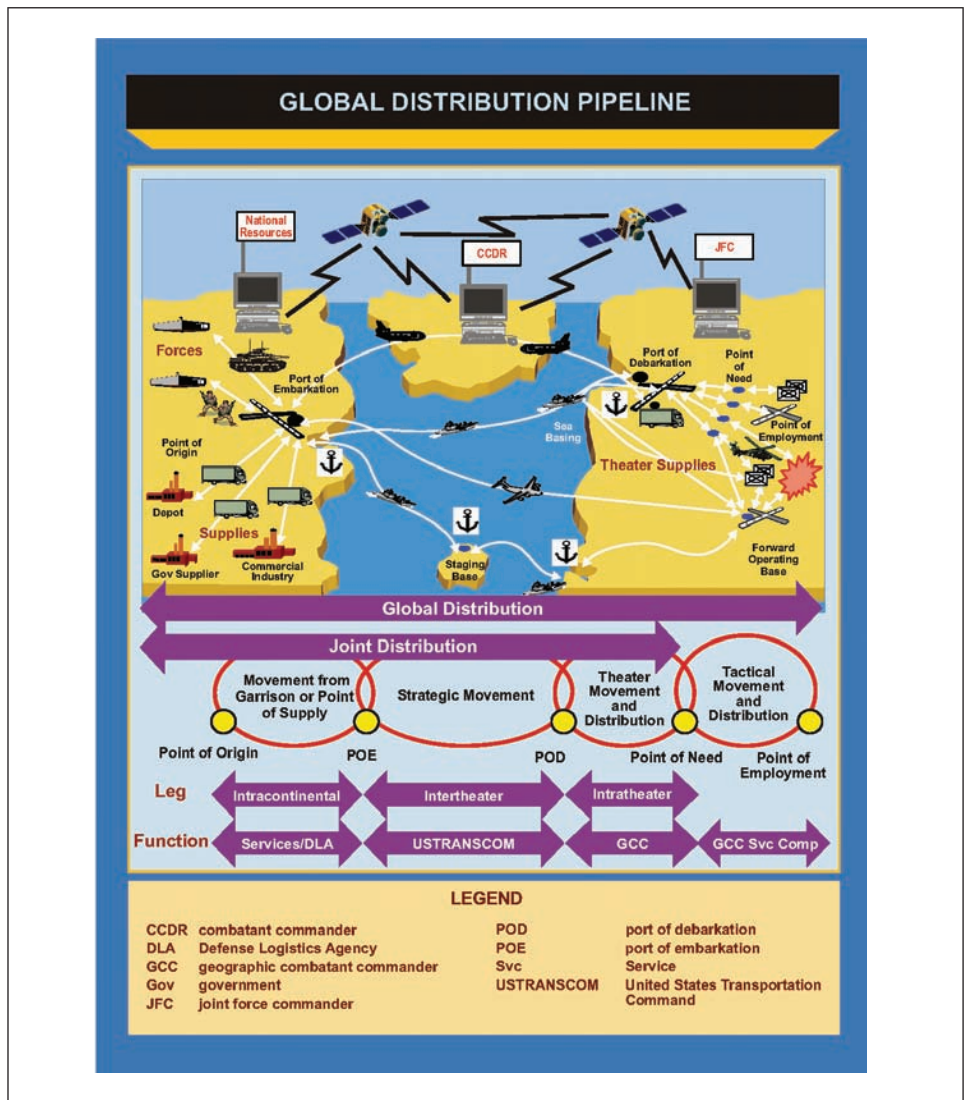 GLOBAL DISTRIBUTION PIPELINE
National
Resources
CCDR
JFC
Forces
Port of
Embarkation
Port of
Debarkation
Point
of
Need
Point of
Employment
Sea
Basing
Theater Supplies
Point of
Origin
Depot
Supplies
Gov Supplier
Commercial
Industry
Staging
Base
Forward
Operating
Base
Global Distribution
Joint Distribution
Movement from
Garrison or Point
of Supply
Strategic Movement
Theater
Movement
and
Distribution
Tactical
Movement
and
Distribution
Point of Origin
POE
POD
Point of Need
Point of
Employment
Leg
Intracontinental
Intertheater
Intratheater
Function
Services/DLA
USTRANSCOM
GCC
GCC Svc Comp
LEGEND
CCDR combatant commander
DLA Defense Logistics Agency
GCC geographic combatant commander
Gov government
JFC joint force commander
POD port of debarkation
POE port of embarkation
Svc Service
USTRANSCOM United States Transportation
Command